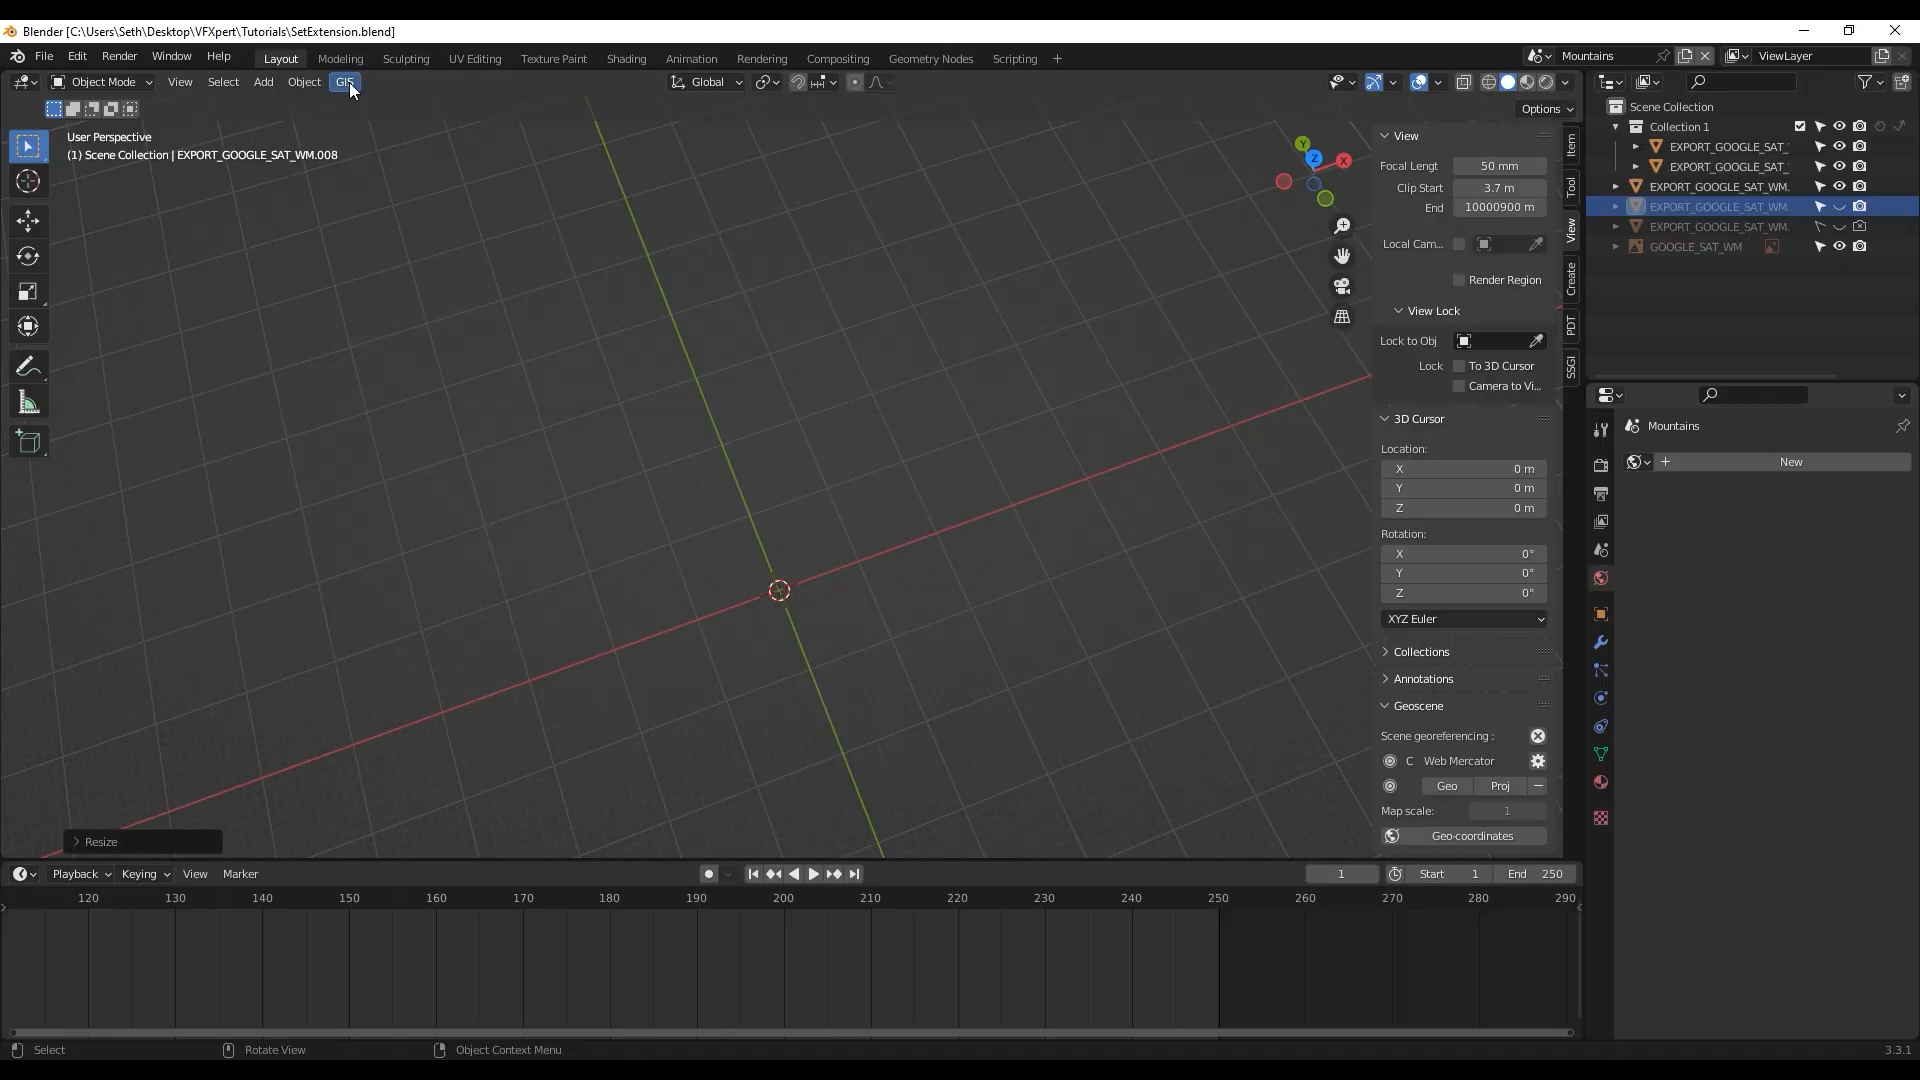 Blender [C:\Users\Seth\Desktop\VFXpert\Tutorials\SetExtension.blend]
File Edit Render Window Help Layout Modeling Sculpting UV Editing Texture Paint Shading Animation Rendering Compositing Geometry Nodes Scripting + Mountains ViewLayer
Object Mode View Select Add Object GIS Global
Options
User Perspective
(1) Scene Collection | EXPORT_GOOGLE_SAT_WM.008
Y
Z
X
View
Focal Lengt 50 mm
Clip Start 3.7 m
End 10000900 m
Local Cam...
Render Region
View Lock
Lock to Obj
Lock To 3D Cursor
Camera to Vi...
3D Cursor
Location:
X 0 m
Y 0 m
Z 0 m
Rotation:
X 0°
Y 0°
Z 0°
XYZ Euler
Collections
Annotations
Geoscene
Scene georeferencing :
C Web Mercator
Geo Proj
Map scale: 1
Geo-coordinates
Item
Tool
View
Create
PDT
SSGI
Scene Collection
Collection 1
EXPORT_GOOGLE_SAT_
EXPORT_GOOGLE_SAT_
EXPORT_GOOGLE_SAT_WM.
EXPORT_GOOGLE_SAT_WM.
EXPORT_GOOGLE_SAT_WM.
GOOGLE_SAT_WM
Mountains
New
Resize
Playback Keying View Marker 1 Start 1 End 250
120 130 140 150 160 170 180 190 200 210 220 230 240 250 260 270 280 290
Select Rotate View Object Context Menu 3.3.1